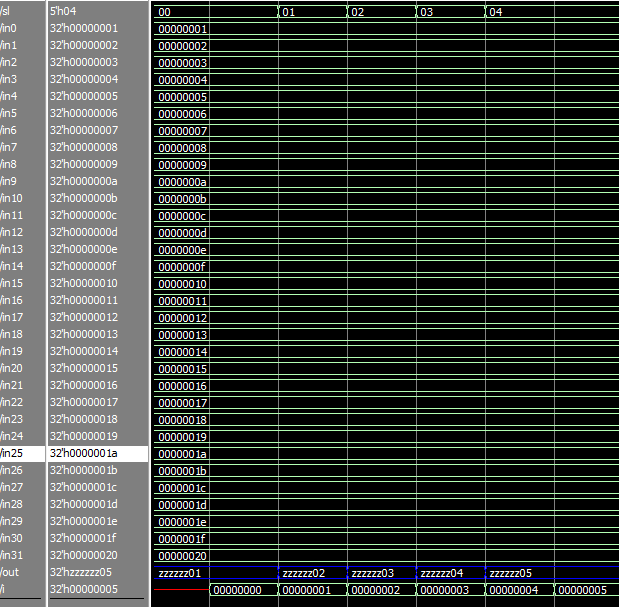 /sl 5'h04 00 01 02 03 04
/in0 32'h00000001 00000001
/in1 32'h00000002 00000002
/in2 32'h00000003 00000003
/in3 32'h00000004 00000004
/in4 32'h00000005 00000005
/in5 32'h00000006 00000006
/in6 32'h00000007 00000007
/in7 32'h00000008 00000008
/in8 32'h00000009 00000009
/in9 32'h0000000a 0000000a
/in10 32'h0000000b 0000000b
/in11 32'h0000000c 0000000c
/in12 32'h0000000d 0000000d
/in13 32'h0000000e 0000000e
/in14 32'h0000000f 0000000f
/in15 32'h00000010 00000010
/in16 32'h00000011 00000011
/in17 32'h00000012 00000012
/in18 32'h00000013 00000013
/in19 32'h00000014 00000014
/in20 32'h00000015 00000015
/in21 32'h00000016 00000016
/in22 32'h00000017 00000017
/in23 32'h00000018 00000018
/in24 32'h00000019 00000019
/in25 32'h0000001a 0000001a
/in26 32'h0000001b 0000001b
/in27 32'h0000001c 0000001c
/in28 32'h0000001d 0000001d
/in29 32'h0000001e 0000001e
/in30 32'h0000001f 0000001f
/in31 32'h00000020 00000020
/out 32'hzzzzzz05 zzzzzz01 zzzzzz02 zzzzzz03 zzzzzz04 zzzzzz05
/i 32'h00000005 00000000 00000001 00000002 00000003 00000004 00000005